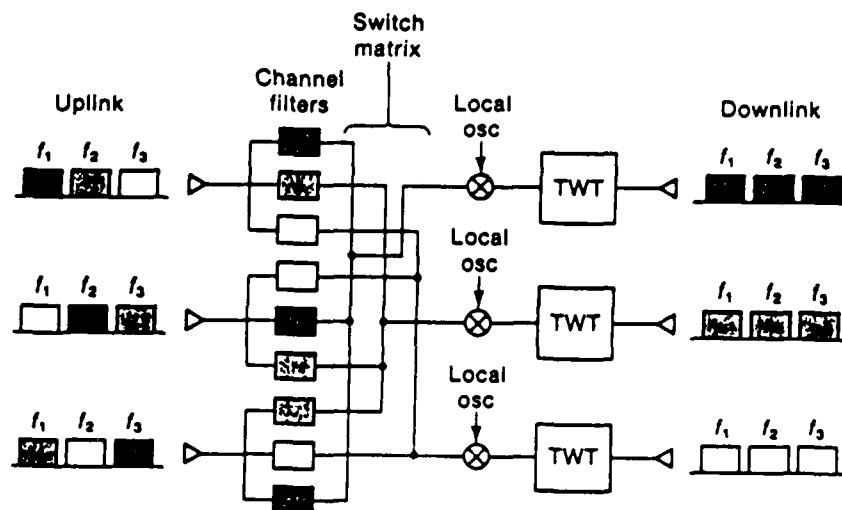 Switch
matrix
Channel
filters
Uplink
Local
osc
Downlink
f₁ f₂ f₃
TWT
f₁ f₂ f₃
Local
osc
f₁ f₂ f₃
TWT
f₁ f₂ f₃
Local
osc
f₁ f₂ f₃
TWT
f₁ f₂ f₃